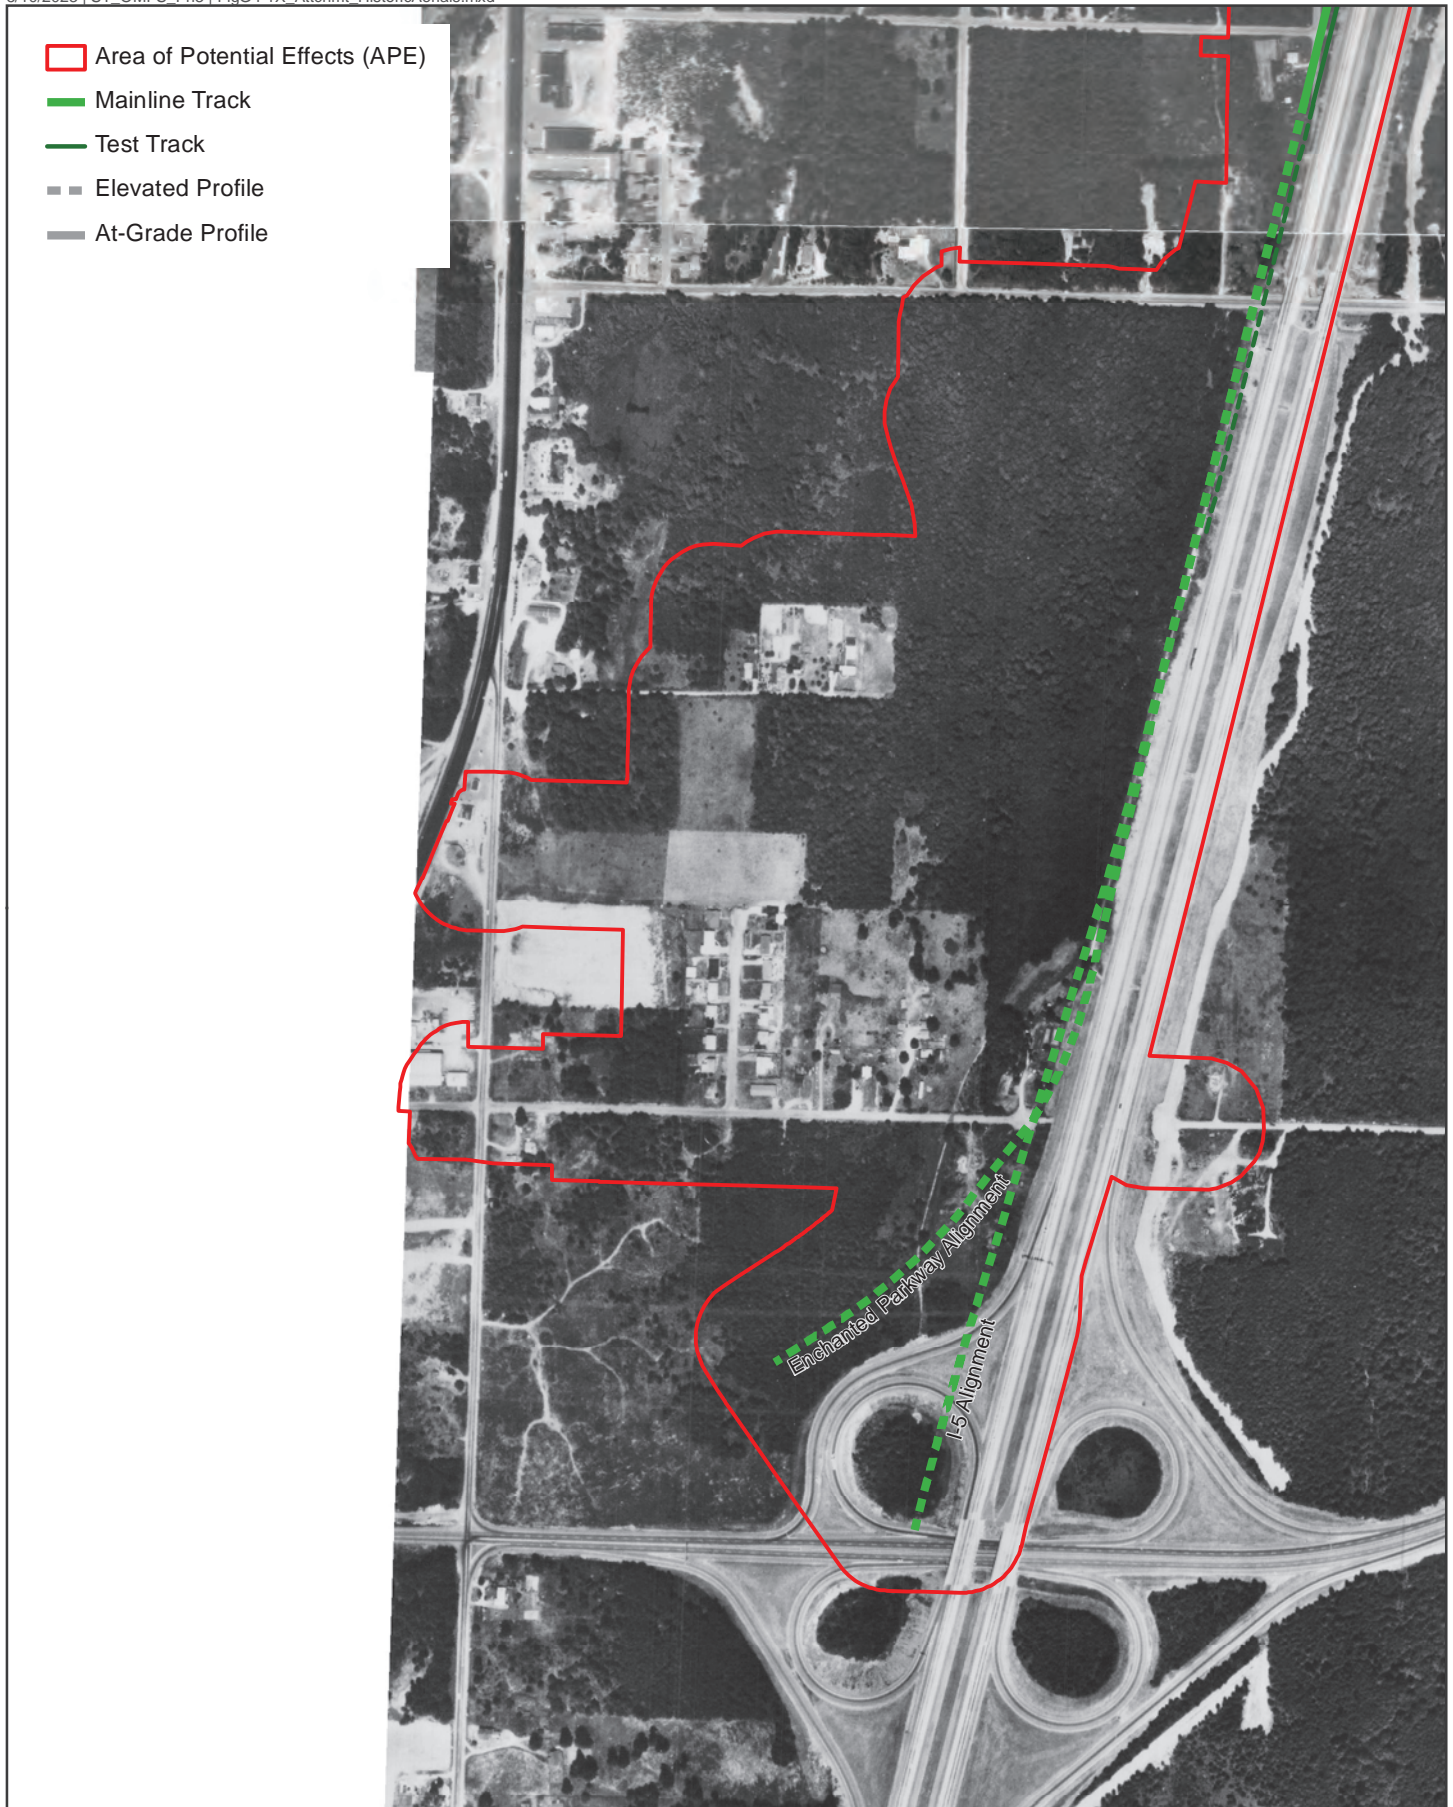 Area of Potential Effects (APE)
Mainline Track
Test Track
Elevated Profile
At-Grade Profile
Enchanted Parkway Alignment
I-5 Alignment